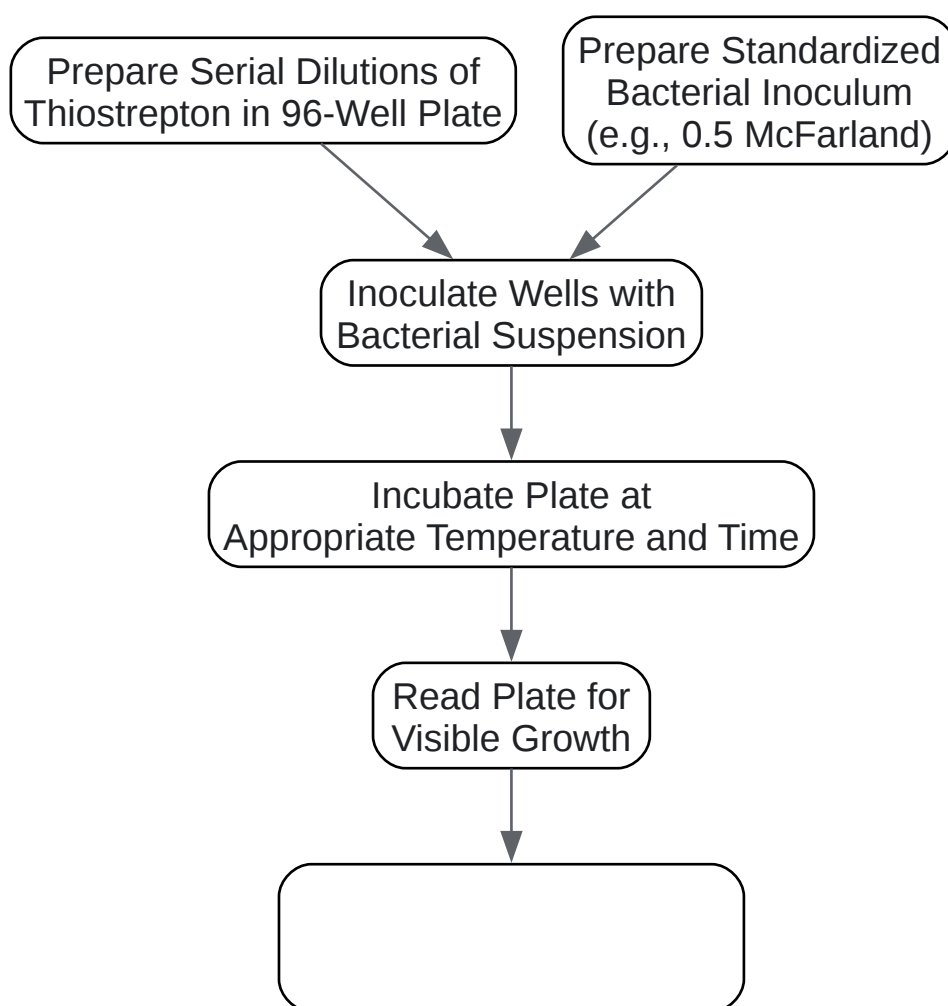 Prepare Serial Dilutions of
Thiostrepton in 96-Well Plate
Prepare Standardized
Bacterial Inoculum
(e.g., 0.5 McFarland)
Inoculate Wells with
Bacterial Suspension
Incubate Plate at
Appropriate Temperature and Time
Read Plate for
Visible Growth